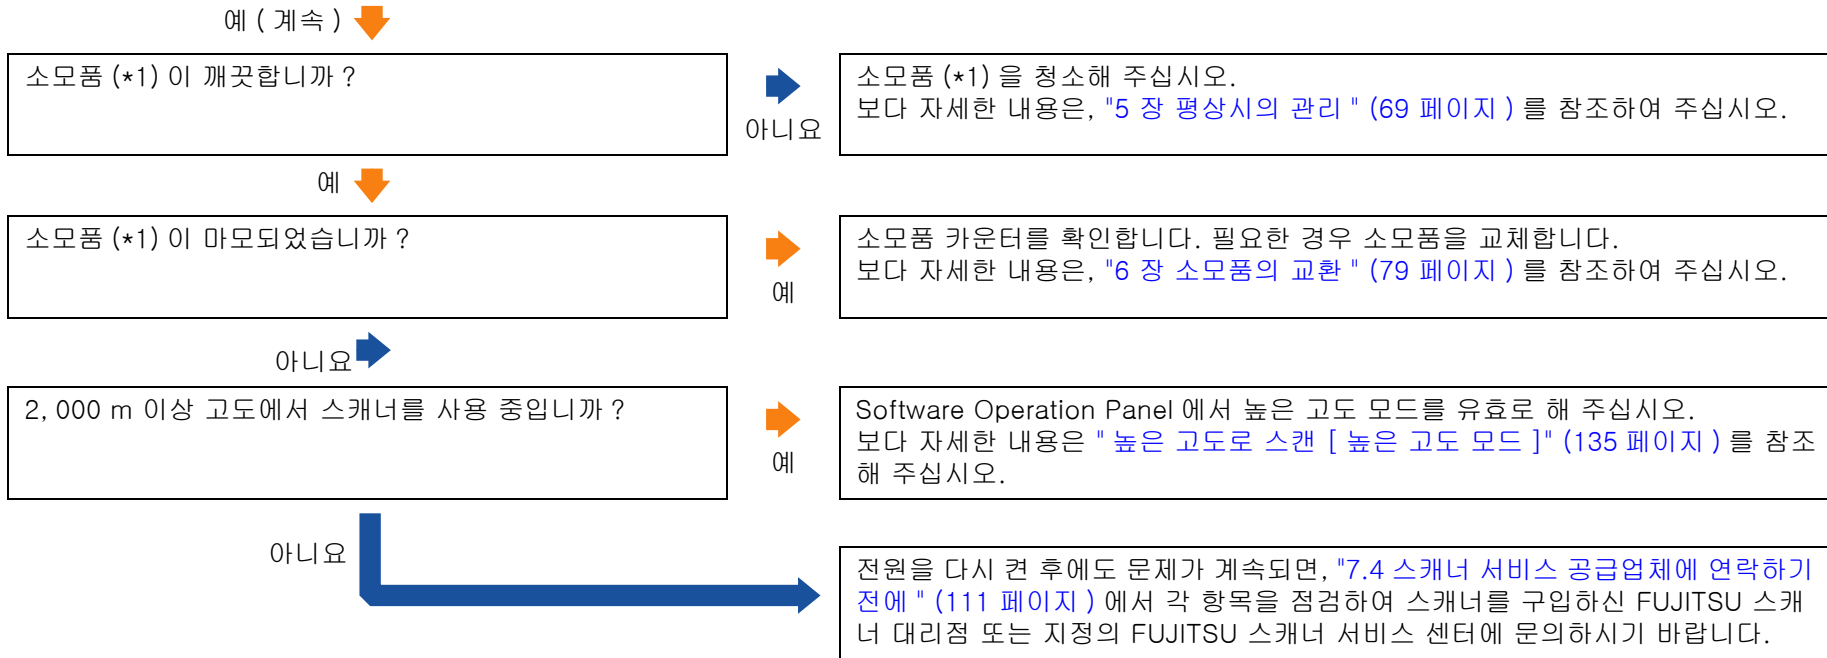 예 ( 계속 )
소모품 (*1) 이 깨끗합니까 ?
아니요
소모품 (*1) 을 청소해 주십시오.
보다 자세한 내용은, "5 장 평상시의 관리 " (69 페이지 ) 를 참조하여 주십시오.
예
소모품 (*1) 이 마모되었습니까 ?
예
소모품 카운터를 확인합니다. 필요한 경우 소모품을 교체합니다.
보다 자세한 내용은, "6 장 소모품의 교환 " (79 페이지 ) 를 참조하여 주십시오.
아니요
2, 000 m 이상 고도에서 스캐너를 사용 중입니까 ?
예
Software Operation Panel 에서 높은 고도 모드를 유효로 해 주십시오.
보다 자세한 내용은 " 높은 고도로 스캔 [ 높은 고도 모드 ]" (135 페이지 ) 를 참조
해 주십시오.
아니요
전원을 다시 켠 후에도 문제가 계속되면, "7.4 스캐너 서비스 공급업체에 연락하기
전에 " (111 페이지 ) 에서 각 항목을 점검하여 스캐너를 구입하신 FUJITSU 스캐
너 대리점 또는 지정의 FUJITSU 스캐너 서비스 센터에 문의하시기 바랍니다.